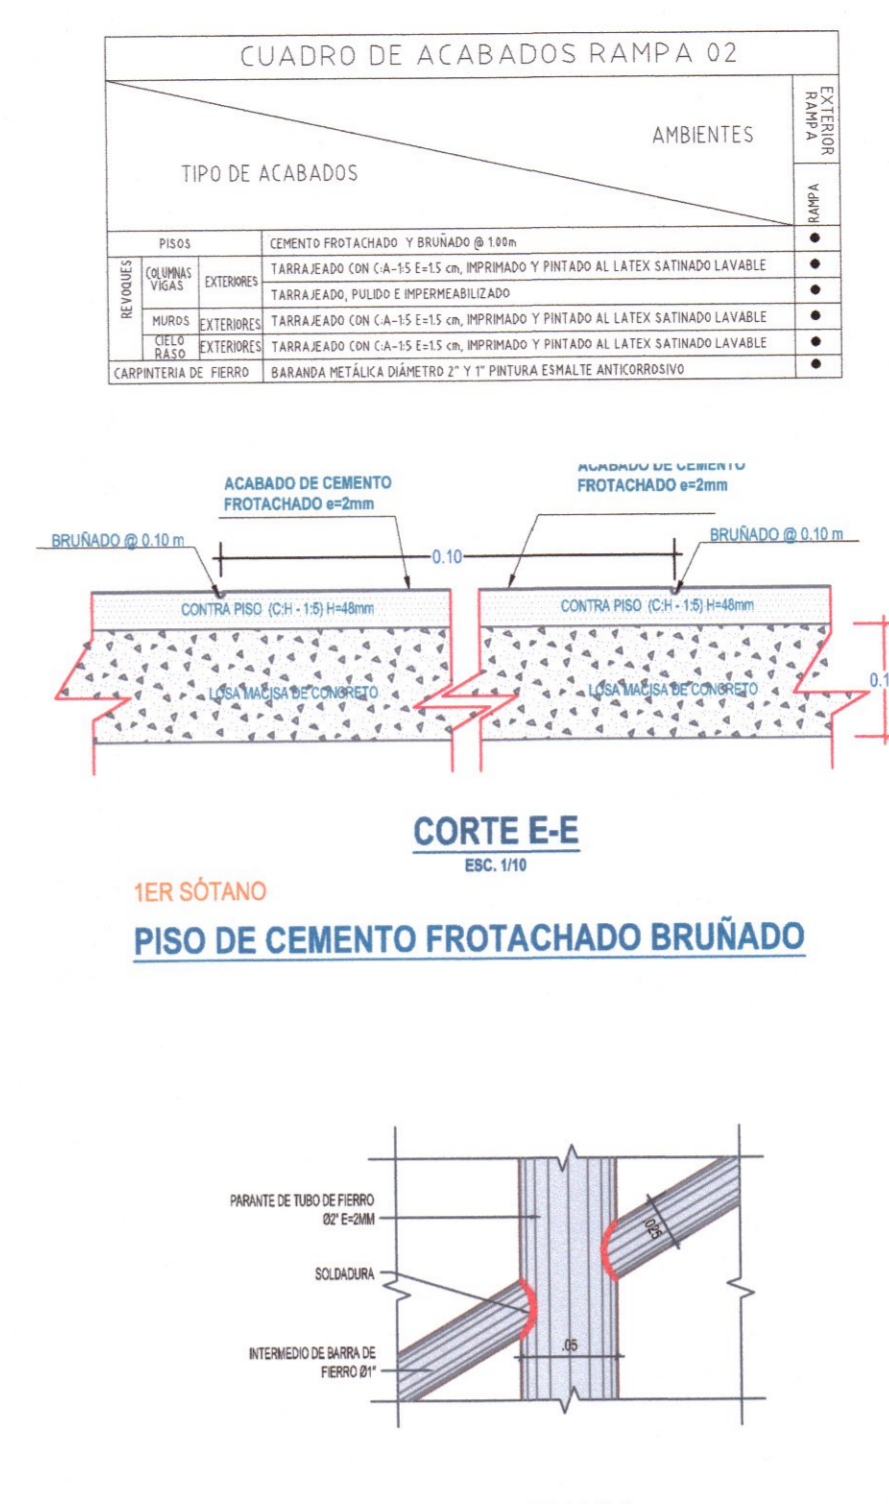 CUADRO DE ACABADOS RAMPA 02
AMBIENTES
TIPO DE ACABADOS
EXTERIOR
RAMPA
RAMPA
PISOS
CEMENTO FROTACHADO Y BRUÑADO @ 1.00m
REVOQUES
COLUMNAS
VIGAS
EXTERIORES
TARRAJEADO CON C:A-1:5 E=1.5 cm, IMPRIMADO Y PINTADO AL LATEX SATINADO LAVABLE
TARRAJEADO, PULIDO E IMPERMEABILIZADO
MUROS
EXTERIORES
TARRAJEADO CON C:A-1:5 E=1.5 cm, IMPRIMADO Y PINTADO AL LATEX SATINADO LAVABLE
CIELO
RASO
EXTERIORES
TARRAJEADO CON C:A-1:5 E=1.5 cm, IMPRIMADO Y PINTADO AL LATEX SATINADO LAVABLE
CARPINTERIA DE FIERRO
BARANDA METÁLICA DIÁMETRO 2" Y 1" PINTURA ESMALTE ANTICORROSIVO
ACABADO DE CEMENTO
FROTACHADO e=2mm
ACABADO DE CEMENTO
FROTACHADO e=2mm
BRUÑADO @ 0.10 m
0.10
BRUÑADO @ 0.10 m
CONTRA PISO (C:H - 1:5) H=48mm
CONTRA PISO (C:H - 1:5) H=48mm
LOSA MACISA DE CONCRETO
LOSA MACISA DE CONCRETO
CORTE E-E
ESC. 1/10
1ER SÓTANO
PISO DE CEMENTO FROTACHADO BRUÑADO
PARANTE DE TUBO DE FIERRO
Ø2" E=2MM
.025
SOLDADURA
.05
INTERMEDIO DE BARRA DE
FIERRO Ø1"